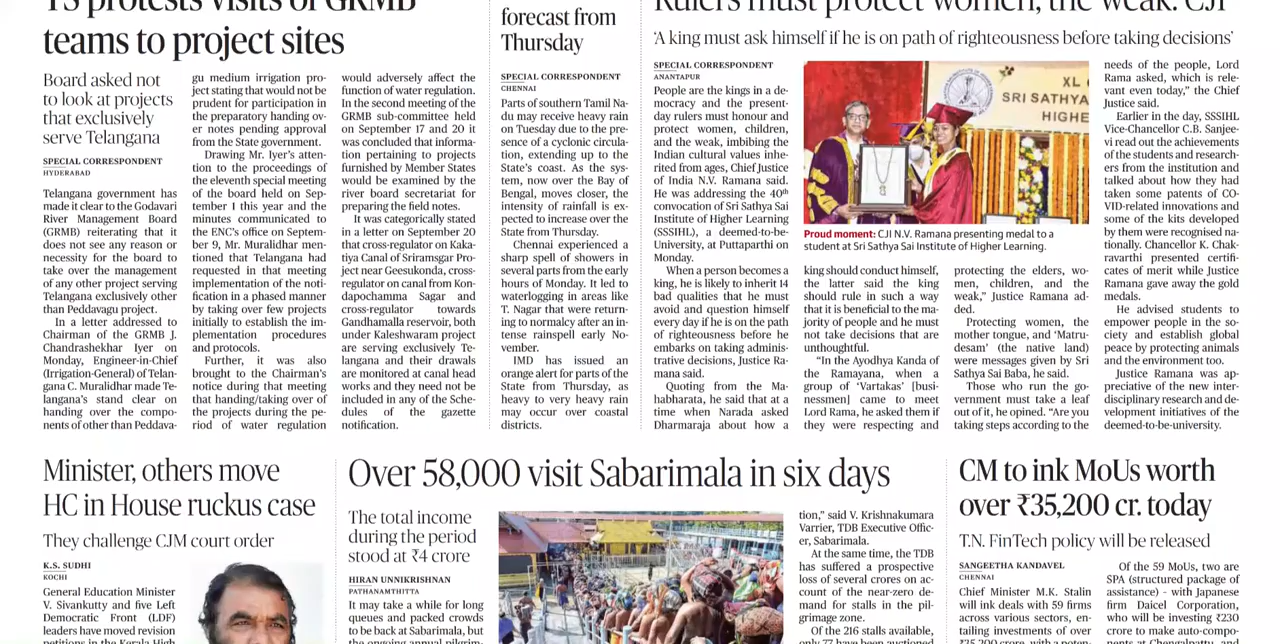 TS protests visits of GRMB
teams to project sites
Board asked not
to look at projects
that exclusively
serve Telangana
SPECIAL CORRESPONDENT
HYDERABAD
Telangana government has
made it clear to the Godavari
River Management Board
(GRMB) reiterating that it
does not see any reason or
necessity for the board to
take over the management
of any other project serving
Telangana exclusively other
than Peddavagu project.
In a letter addressed to
Chairman of the GRMB J.
Chandrashekhar Iyer on
Monday, Engineer-in-Chief
(Irrigation-General) of Telan-
gana C. Muralidhar made Te-
langana's stand clear on
handing over the compo-
nents of other than Peddava-
gu medium irrigation pro-
ject stating that would not be
prudent for participation in
the preparatory handing ov-
er notes pending approval
from the State government.
Drawing Mr. Iyer's atten-
tion to the proceedings of
the eleventh special meeting
of the board held on Sep-
tember 1 this year and the
minutes communicated to
the ENC's office on Septem-
ber 9, Mr. Muralidhar men-
tioned that Telangana had
requested in that meeting
implementation of the noti-
fication in a phased manner
by taking over few projects
initially to establish the im-
plementation procedures
and protocols.
Further, it was also
brought to the Chairman's
notice during that meeting
that handing/taking over of
the projects during the pe-
riod of water regulation
would adversely affect the
function of water regulation.
In the second meeting of the
GRMB sub-committee held
on September 17 and 20 it
was concluded that informa-
tion pertaining to projects
furnished by Member States
would be examined by the
river board secretariat for
preparing the field notes.
It was categorically stated
in a letter on September 20
that cross-regulator on Kaka-
tiya Canal of Sriramsgar Pro-
ject near Geesukonda, cross-
regulator on canal from Kon-
dapochamma Sagar and
cross-regulator towards
Gandhamalla reservoir, both
under Kaleshwaram project
are serving exclusively Te-
langana and their drawals
are monitored at canal head
works and they need not be
included in any of the Sche-
dules of the gazette
notification.
forecast from
Thursday
SPECIAL CORRESPONDENT
CHENNAI
Parts of southern Tamil Na-
du may receive heavy rain
on Tuesday due to the pre-
sence of a cyclonic circula-
tion, extending up to the
State's coast. As the sys-
tem, now over the Bay of
Bengal, moves closer, the
intensity of rainfall is ex-
pected to increase over the
State from Thursday.
Chennai experienced a
sharp spell of showers in
several parts from the early
hours of Monday. It led to
waterlogging in areas like
T. Nagar that were return-
ing to normalcy after an in-
tense rainspell early No-
vember.
IMD has issued an
orange alert for parts of the
State from Thursday, as
heavy to very heavy rain
may occur over coastal
districts.
Rulers must protect women, the weak: CJI
‘A king must ask himself if he is on path of righteousness before taking decisions’
SPECIAL CORRESPONDENT
ANANTAPUR
People are the kings in a de-
mocracy and the present-
day rulers must honour and
protect women, children,
and the weak, imbibing the
Indian cultural values inhe-
rited from ages, Chief Justice
of India N.V. Ramana said.
He was addressing the 40th
convocation of Sri Sathya Sai
Institute of Higher Learning
(SSSIHL), a deemed-to-be-
University, at Puttaparthi on
Monday.
When a person becomes a
king, he is likely to inherit 14
bad qualities that he must
avoid and question himself
every day if he is on the path
of righteousness before he
embarks on taking adminis-
trative decisions, Justice Ra-
mana said.
Quoting from the Ma-
habharata, he said that at a
time when Narada asked
Dharmaraja about how a
XL C
SRI SATHYA
HIGHE
Proud moment: CJI N.V. Ramana presenting medal to a
student at Sri Sathya Sai Institute of Higher Learning.
king should conduct himself,
the latter said the king
should rule in such a way
that it is beneficial to the ma-
jority of people and he must
not take decisions that are
unthoughtful.
“In the Ayodhya Kanda of
the Ramayana, when a
group of ‘Vartakas’ [busi-
nessmen] came to meet
Lord Rama, he asked them if
they were respecting and
protecting the elders, wo-
men, children, and the
weak,” Justice Ramana ad-
ded.
Protecting women, the
mother tongue, and ‘Matru-
desam’ (the native land)
were messages given by Sri
Sathya Sai Baba, he said.
Those who run the go-
vernment must take a leaf
out of it, he opined. “Are you
taking steps according to the
needs of the people, Lord
Rama asked, which is rele-
vant even today,” the Chief
Justice said.
Earlier in the day, SSSIHL
Vice-Chancellor C.B. Sanjee-
vi read out the achievements
of the students and research-
ers from the institution and
talked about how they had
taken some patents of CO-
VID-related innovations and
some of the kits developed
by them were recognised na-
tionally. Chancellor K. Chak-
ravarthi presented certifi-
cates of merit while Justice
Ramana gave away the gold
medals.
He advised students to
empower people in the so-
ciety and establish global
peace by protecting animals
and the environment too.
Justice Ramana was ap-
preciative of the new inter-
disciplinary research and de-
velopment initiatives of the
deemed-to-be-university.
Minister, others move
HC in House ruckus case
They challenge CJM court order
K.S. SUDHI
KOCHI
General Education Minister
V. Sivankutty and five Left
Democratic Front (LDF)
leaders have moved revision
petitions in the Kerala High
Over 58,000 visit Sabarimala in six days
The total income
during the period
stood at ₹4 crore
HIRAN UNNIKRISHNAN
PATHANAMTHITTA
It may take a while for long
queues and packed crowds
to be back at Sabarimala, but
the ongoing annual pilgrim-
tion,” said V. Krishnakumara
Varrier, TDB Executive Offic-
er, Sabarimala.
At the same time, the TDB
has suffered a prospective
loss of several crores on ac-
count of the near-zero de-
mand for stalls in the pil-
grimage zone.
Of the 216 stalls available,
only 77 have been auctioned
CM to ink MoUs worth
over ₹35,200 cr. today
T.N. FinTech policy will be released
SANGEETHA KANDAVEL
CHENNAI
Chief Minister M.K. Stalin
will ink deals with 59 firms
across various sectors, en-
tailing investments of over
₹35,200 crore, with a poten-
Of the 59 MoUs, two are
SPA (structured package of
assistance) - with Japanese
firm Daicel Corporation,
who will be investing ₹230
crore to make auto-compo-
nents at Chengalpattu, and